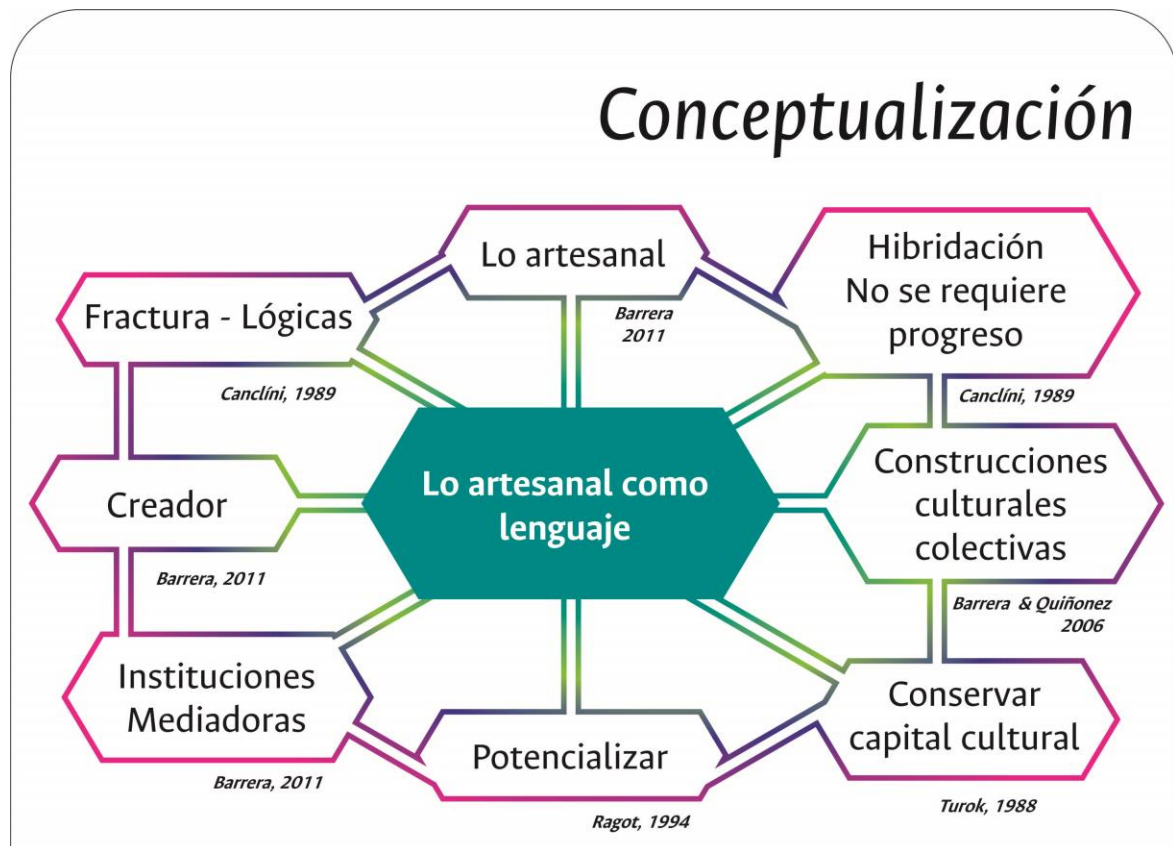 Conceptualización
Lo artesanal
Barrera
2011
Hibridación
No se requiere
progreso
Canclíni, 1989
Fractura - Lógicas
Canclíni, 1989
Lo artesanal como
lenguaje
Construcciones
culturales
colectivas
Barrera & Quiñonez
2006
Creador
Barrera, 2011
Instituciones
Mediadoras
Barrera, 2011
Potencializar
Ragot, 1994
Conservar
capital cultural
Turok, 1988